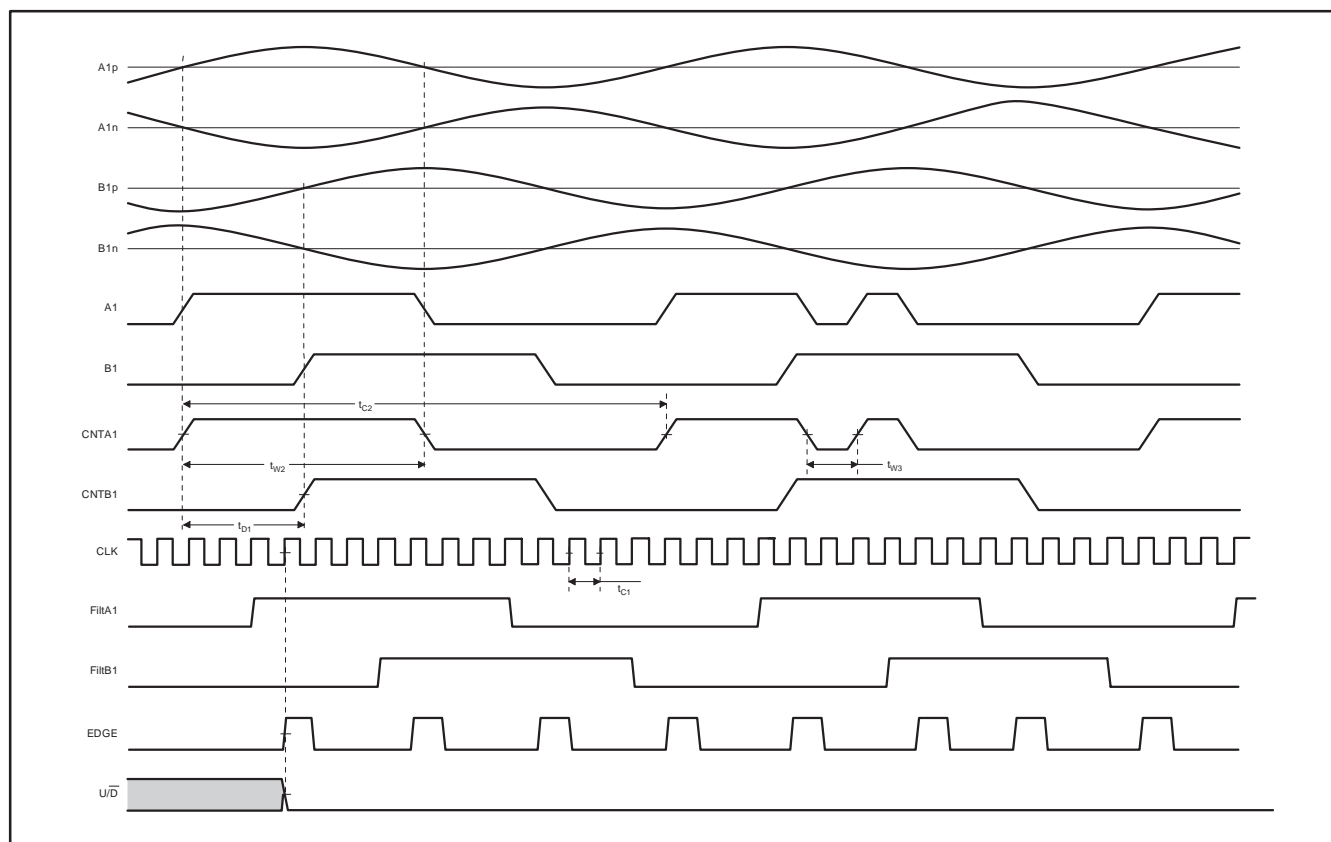 A1p
A1n
B1p
B1n
A1
B1
tC2
CNTA1
tW2
tW3
CNTB1
tD1
CLK
tC1
FiltA1
FiltB1
EDGE
U/D̅